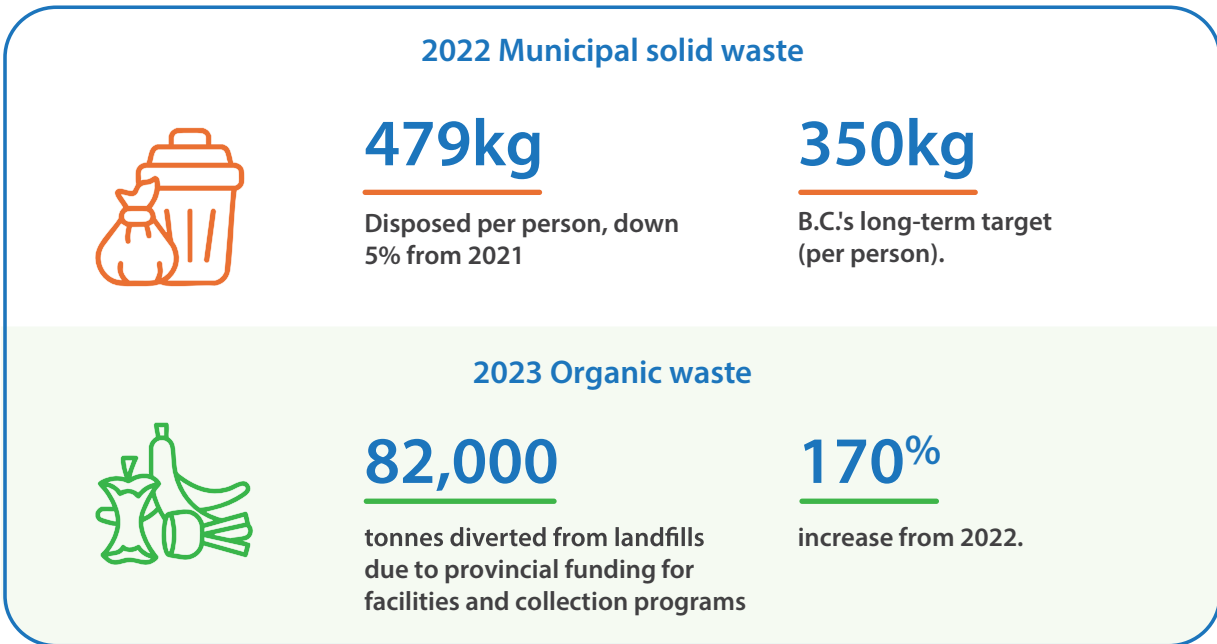 2022 Municipal solid waste
479kg
Disposed per person, down
5% from 2021
350kg
B.C.'s long-term target
(per person).
2023 Organic waste
82,000
tonnes diverted from landfills
due to provincial funding for
facilities and collection programs
170%
increase from 2022.